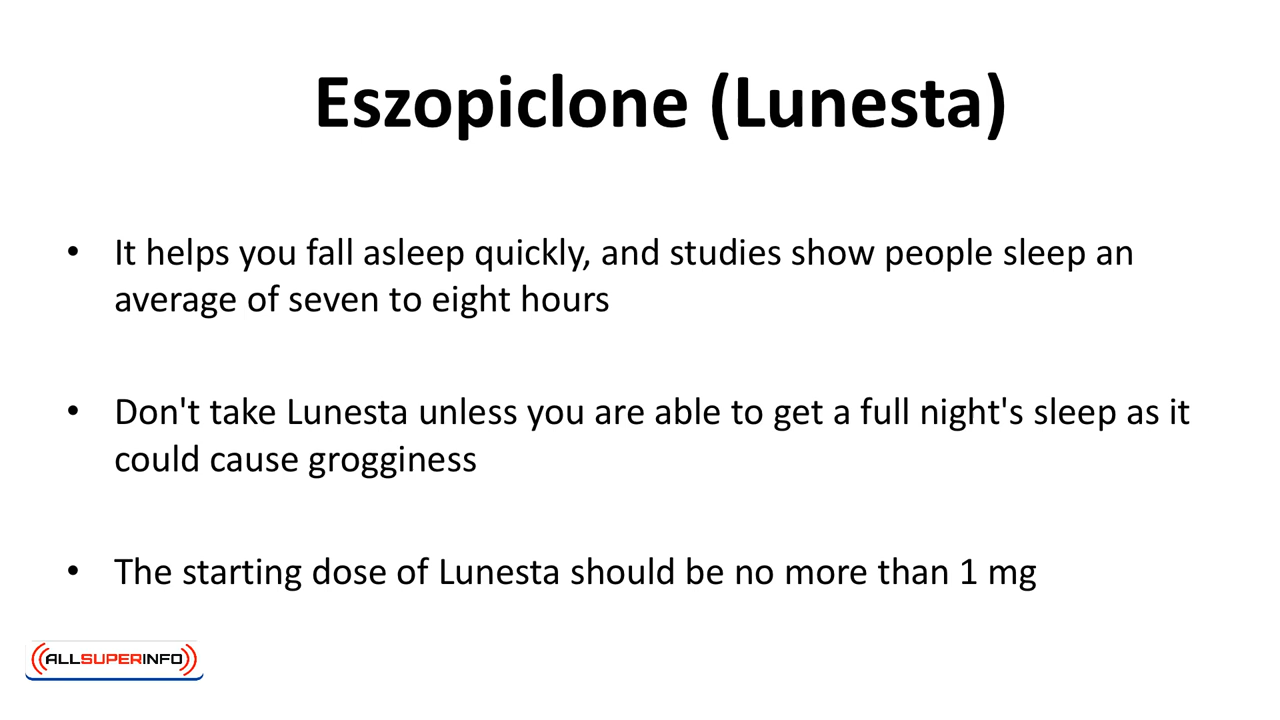 Eszopiclone (Lunesta)
• It helps you fall asleep quickly, and studies show people sleep an
average of seven to eight hours
• Don't take Lunesta unless you are able to get a full night's sleep as it
could cause grogginess
• The starting dose of Lunesta should be no more than 1 mg
ALLSUPERINFO